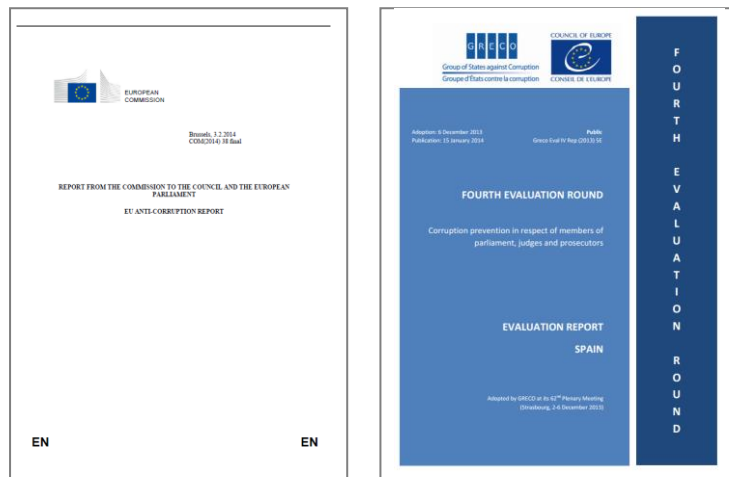 EUROPEAN
COMMISSION
Brussels, 3.2.2014
COM(2014) 38 final
REPORT FROM THE COMMISSION TO THE COUNCIL AND THE EUROPEAN
PARLIAMENT
EU ANTI-CORRUPTION REPORT
EN EN
G R E C O
Group of States against Corruption
Groupe d'États contre la corruption
COUNCIL OF EUROPE
CONSEIL DE L'EUROPE
Adoption: 6 December 2013
Publication: 15 January 2014
Public
Greco Eval IV Rep (2013) 5E
FOURTH EVALUATION ROUND
Corruption prevention in respect of members of
parliament, judges and prosecutors
EVALUATION REPORT
SPAIN
Adopted by GRECO at its 62nd Plenary Meeting
(Strasbourg, 2-6 December 2013)
FOURTH EVALUATION ROUND